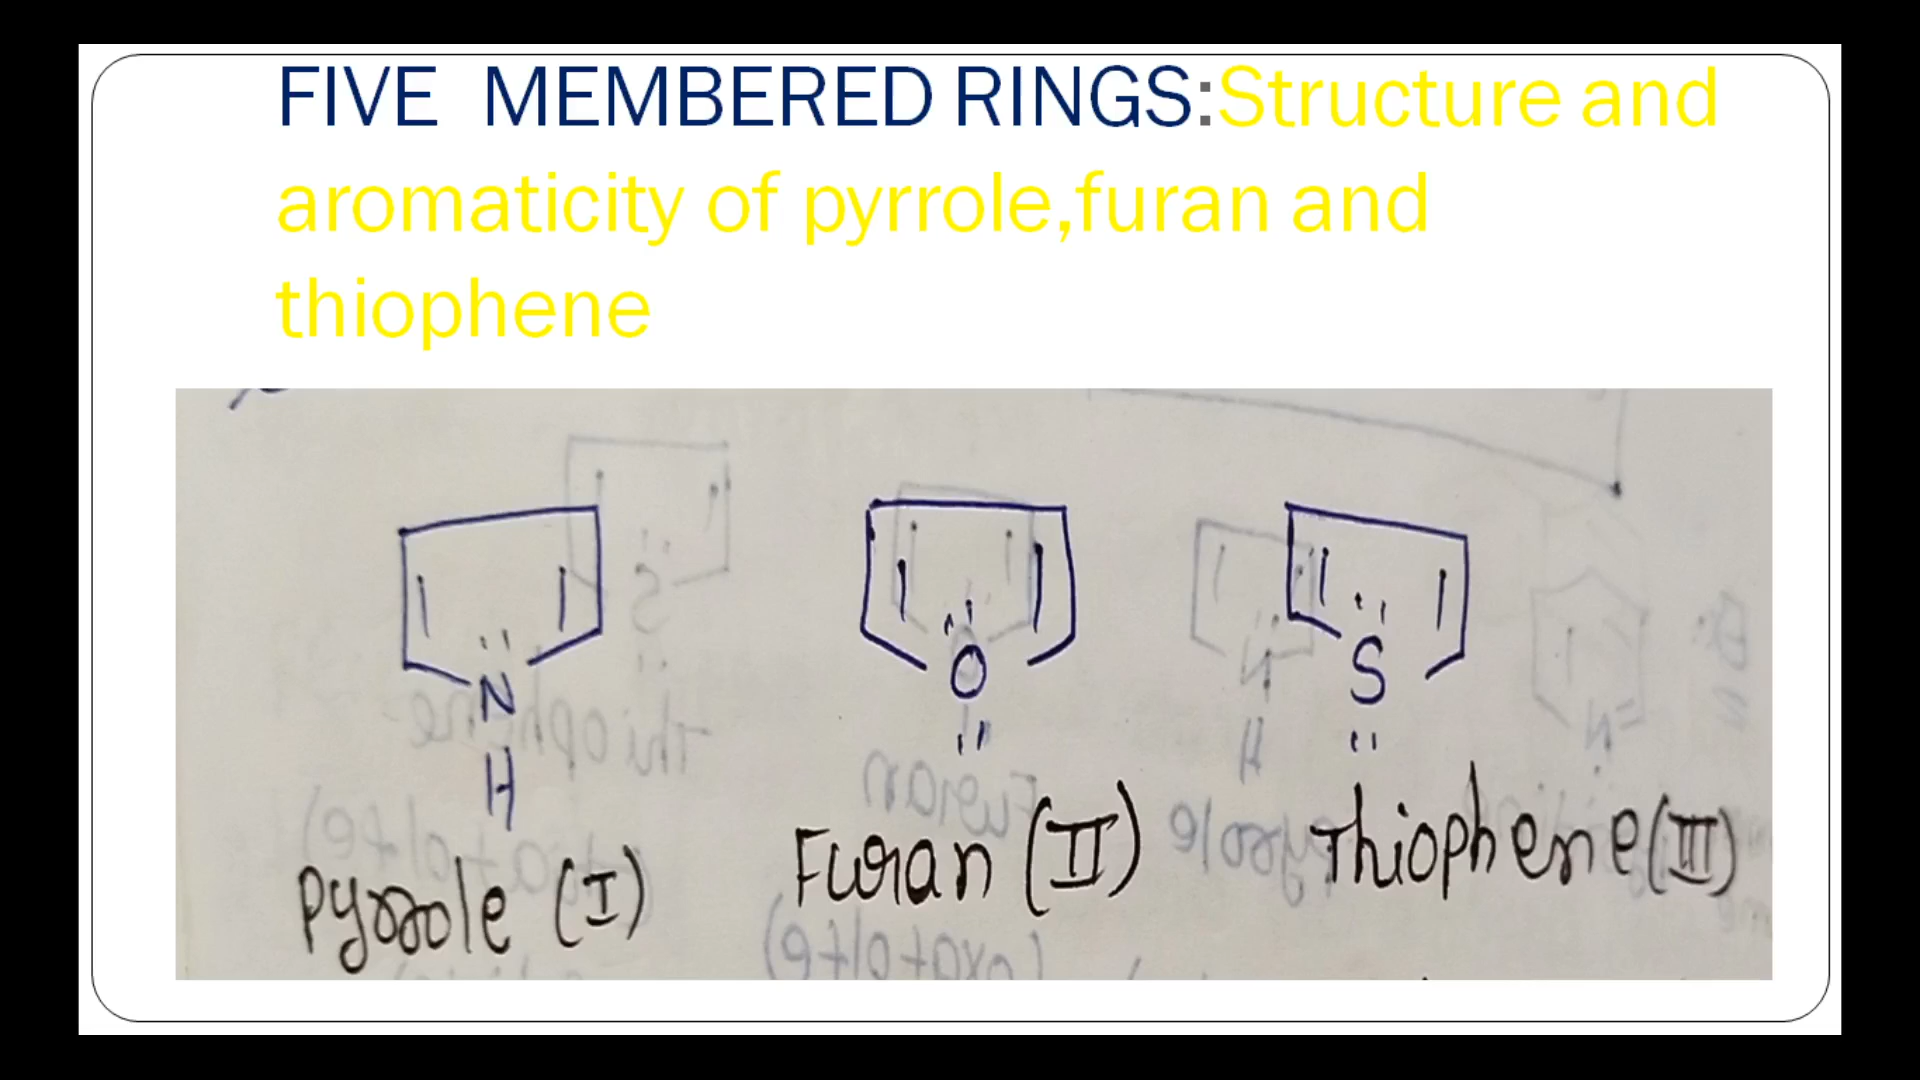 FIVE MEMBERED RINGS:Structure and
aromaticity of pyrrole,furan and
thiophene
N
H
O
S
Pyrrole (I)
Furan (II)
Thiophene (III)